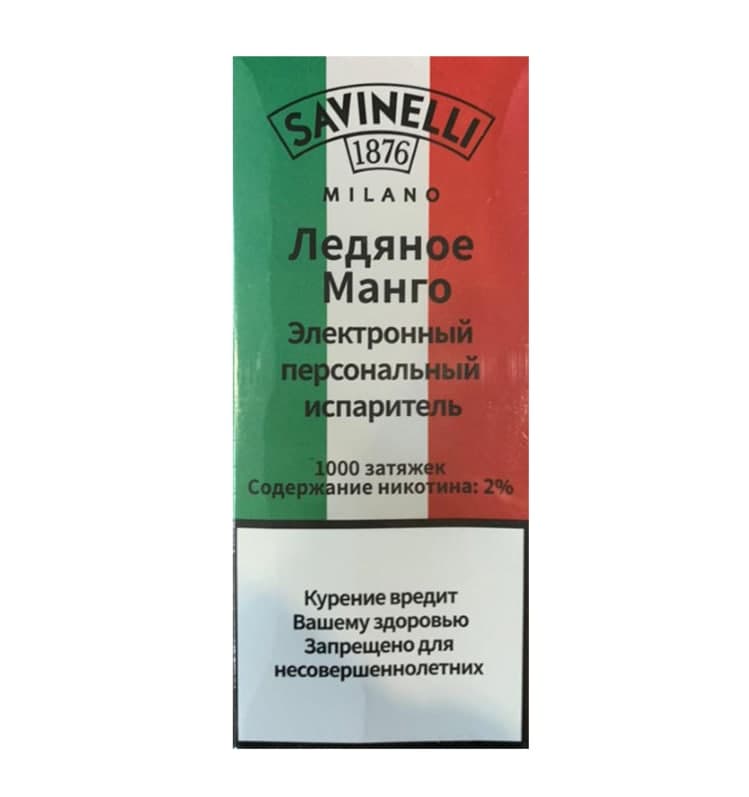 SAVINELLI
1876
MILANO
Ледяное
Манго
Электронный
персональный
испаритель
1000 затяжек
Содержание никотина: 2%
Курение вредит
Вашему здоровью
Запрещено для
несовершеннолетних